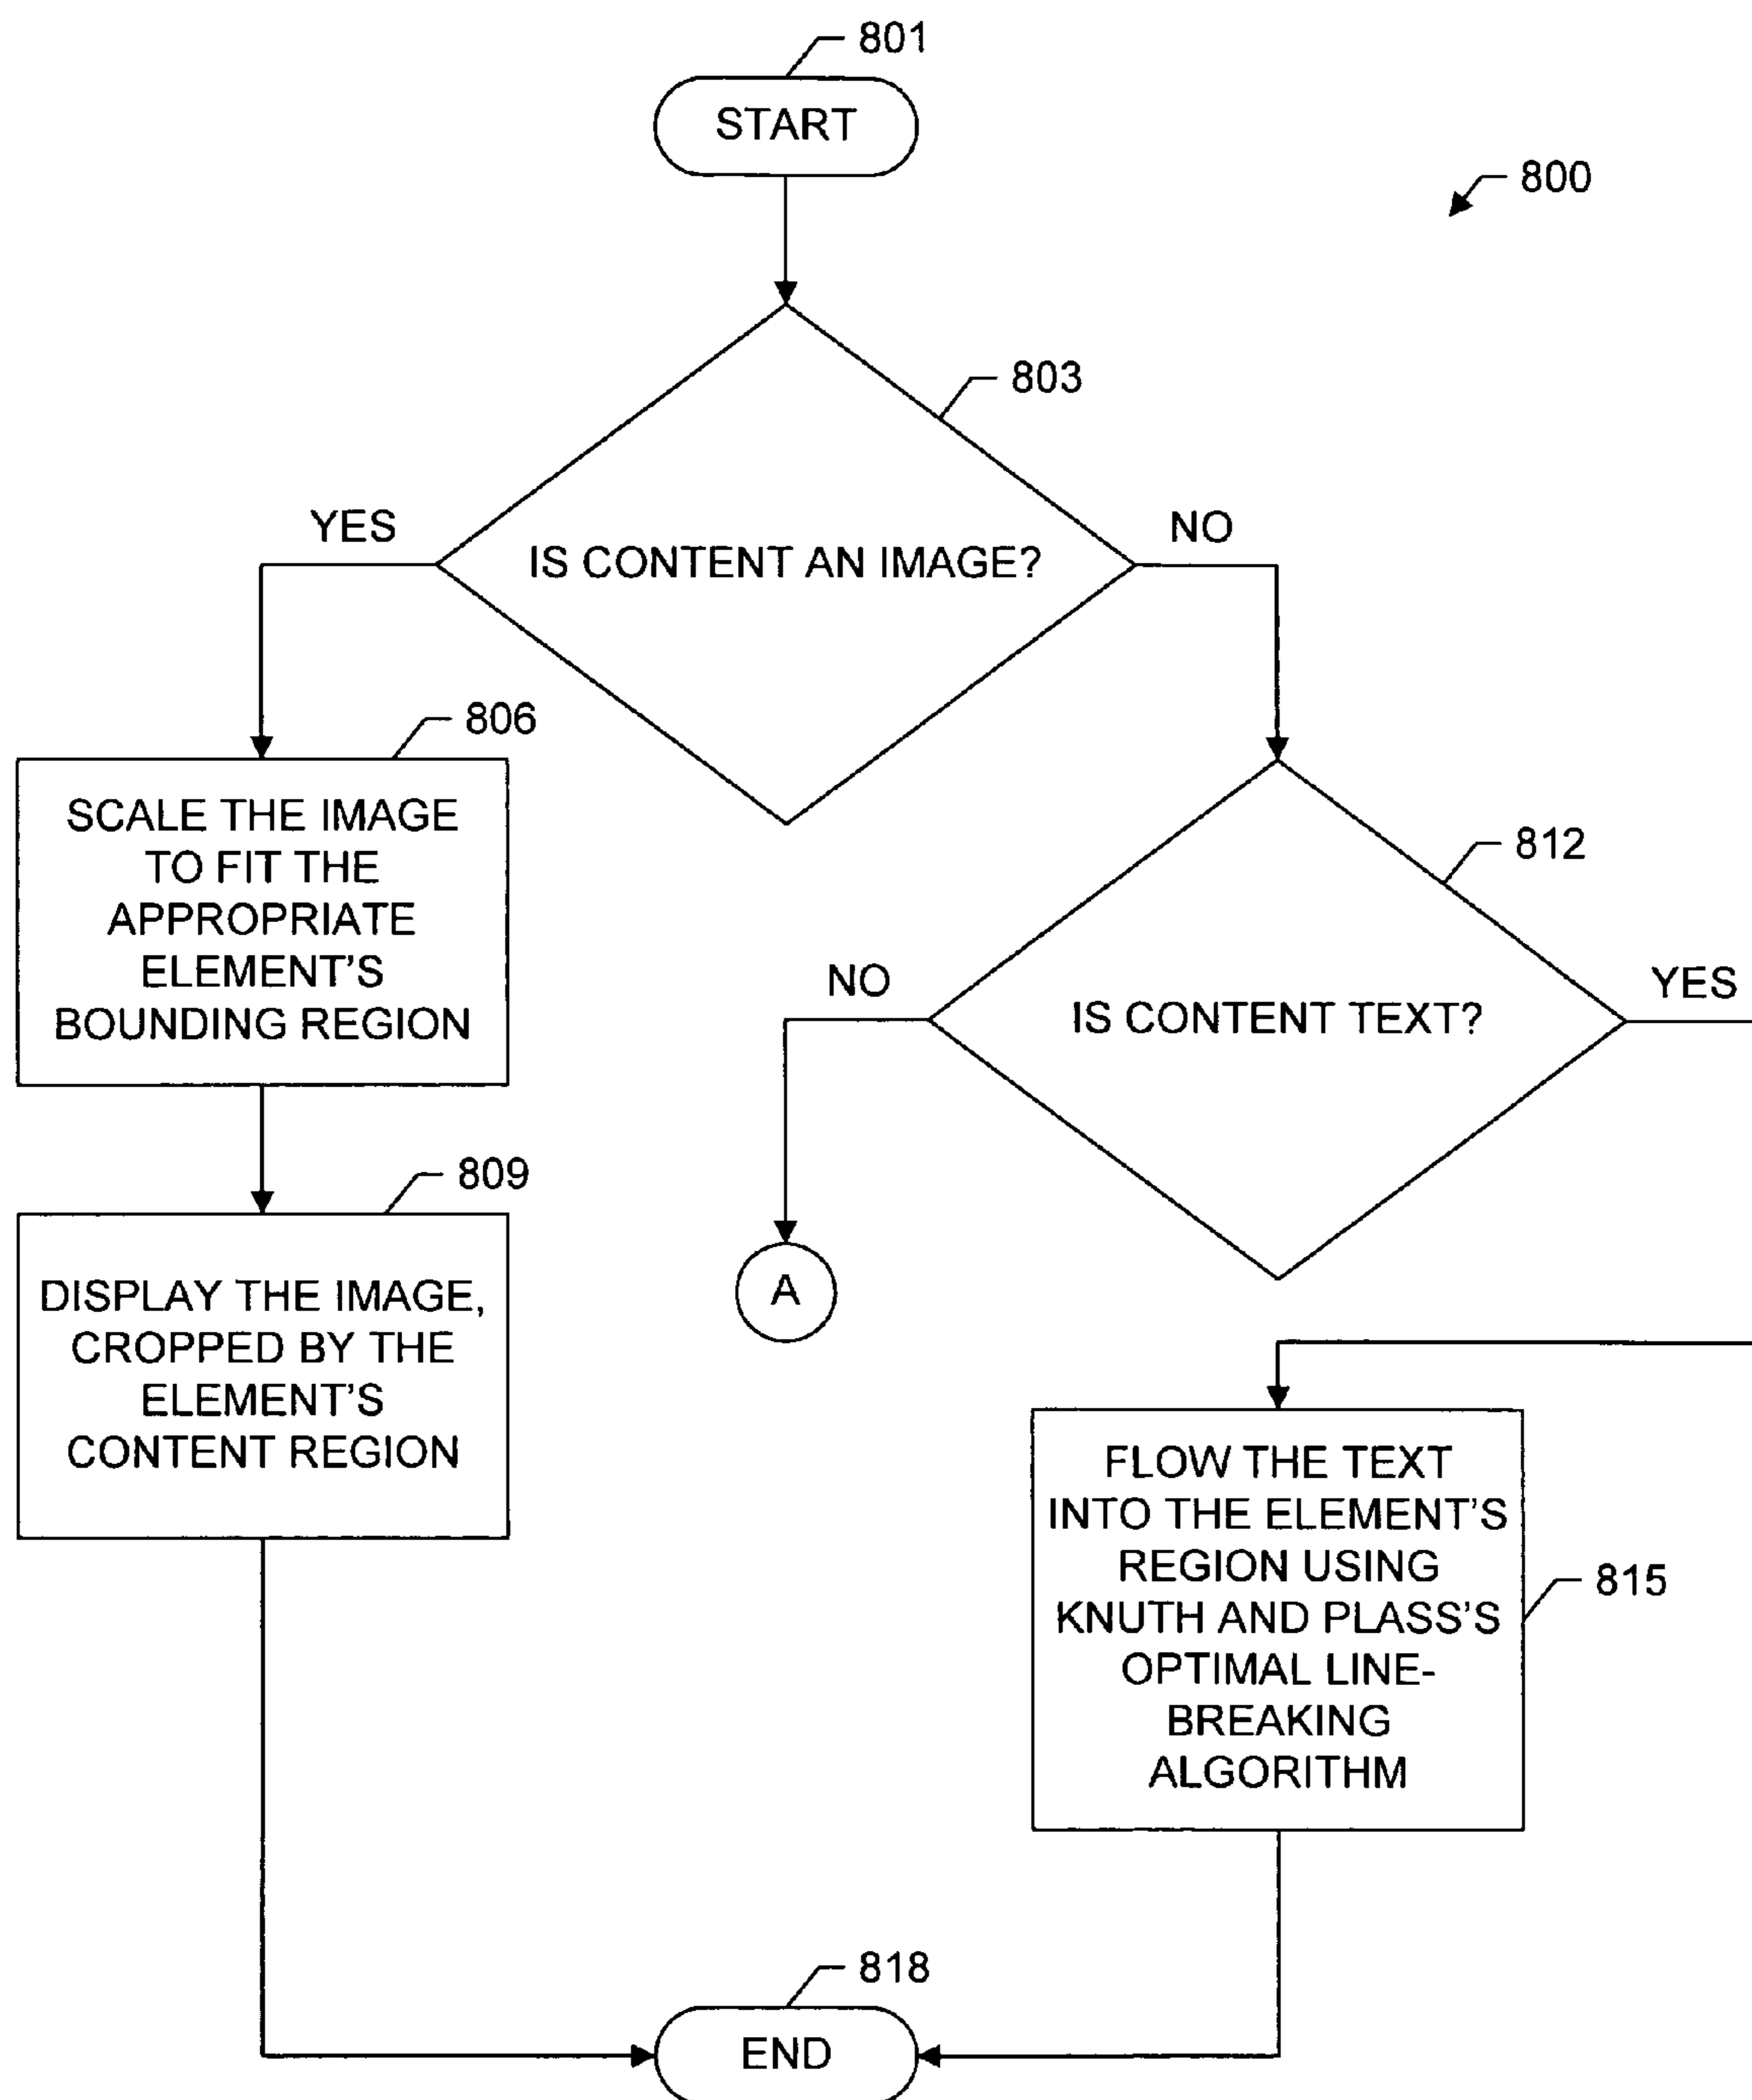 801
START
800
803
YES
NO
IS CONTENT AN IMAGE?
806
SCALE THE IMAGE
TO FIT THE
APPROPRIATE
ELEMENT'S
BOUNDING REGION
812
NO
YES
IS CONTENT TEXT?
809
DISPLAY THE IMAGE,
CROPPED BY THE
ELEMENT'S
CONTENT REGION
A
FLOW THE TEXT
INTO THE ELEMENT'S
REGION USING
KNUTH AND PLASS'S
OPTIMAL LINE-
BREAKING
ALGORITHM
815
818
END